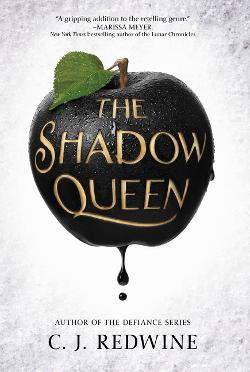 "A gripping addition to the retelling genre."
—MARISSA MEYER,
New York Times bestselling author of the Lunar Chronicles
THE
SHADOW
QUEEN
AUTHOR OF THE DEFIANCE SERIES
C. J. REDWINE